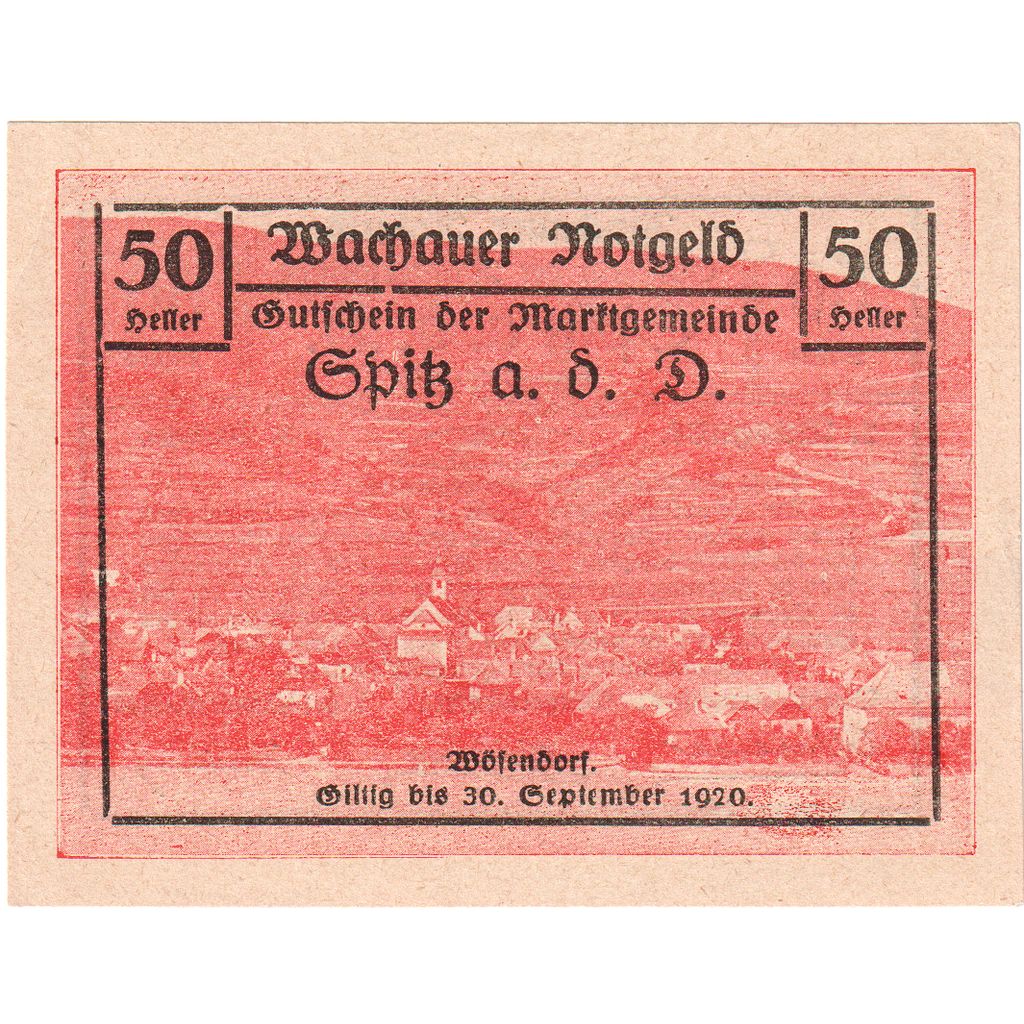 50 Heller
Wachauer Notgeld
50 Heller
Gutschein der Marktgemeinde
Spitz a. d. D.
Wösendorf.
Giltig bis 30. September 1920.